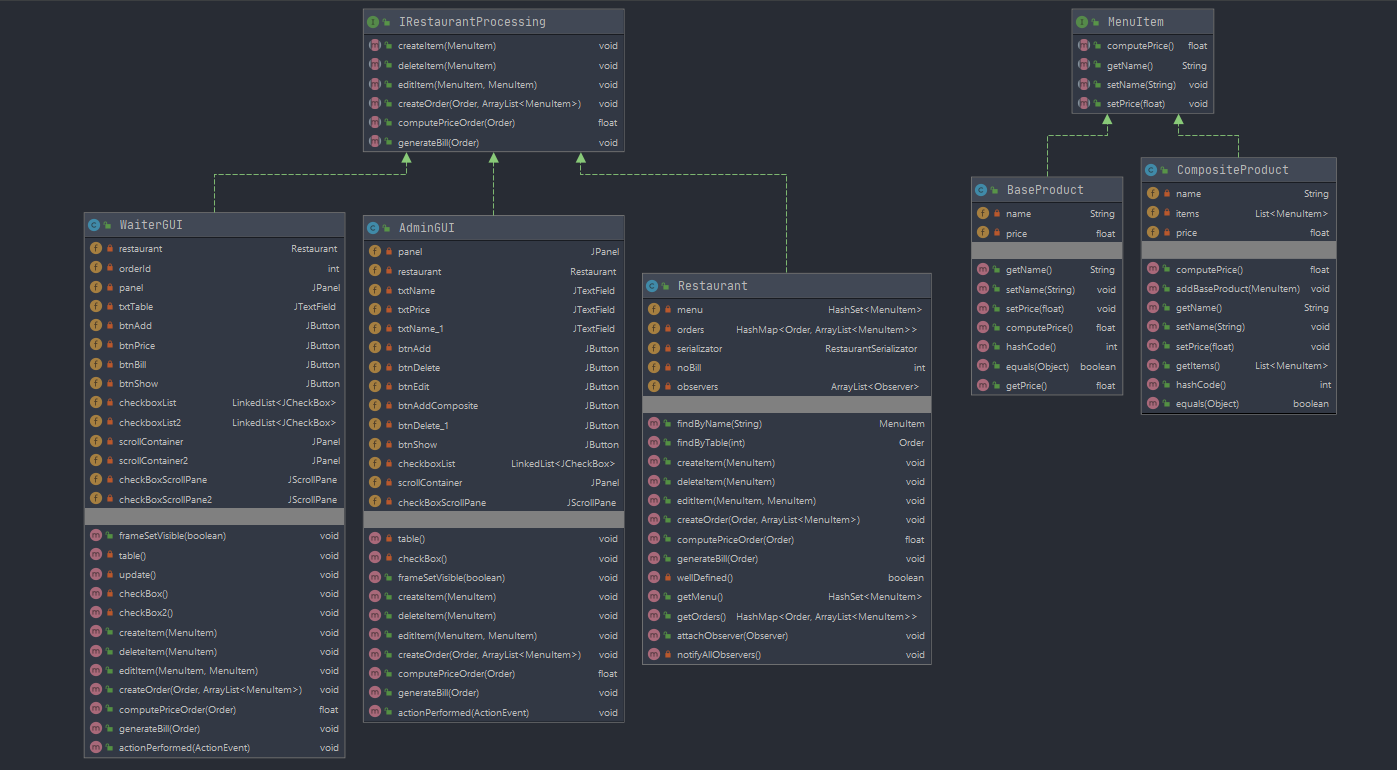 IRestaurantProcessing
createItem(MenuItem) void
deleteItem(MenuItem) void
editItem(MenuItem, MenuItem) void
createOrder(Order, ArrayList<MenuItem>) void
computePriceOrder(Order) float
generateBill(Order) void
MenuItem
computePrice() float
getName() String
setName(String) void
setPrice(float) void
WaiterGUI
restaurant Restaurant
orderId int
panel JPanel
txtTable JTextField
btnAdd JButton
btnPrice JButton
btnBill JButton
btnShow JButton
checkboxList LinkedList<JCheckBox>
checkboxList2 LinkedList<JCheckBox>
scrollContainer JPanel
scrollContainer2 JPanel
checkBoxScrollPane JScrollPane
checkBoxScrollPane2 JScrollPane
frameSetVisible(boolean) void
table() void
update() void
checkBox() void
checkBox2() void
createItem(MenuItem) void
deleteItem(MenuItem) void
editItem(MenuItem, MenuItem) void
createOrder(Order, ArrayList<MenuItem>) void
computePriceOrder(Order) float
generateBill(Order) void
actionPerformed(ActionEvent) void
AdminGUI
panel JPanel
restaurant Restaurant
txtName JTextField
txtPrice JTextField
txtName_1 JTextField
btnAdd JButton
btnDelete JButton
btnEdit JButton
btnAddComposite JButton
btnDelete_1 JButton
btnShow JButton
checkboxList LinkedList<JCheckBox>
scrollContainer JPanel
checkBoxScrollPane JScrollPane
table() void
checkBox() void
frameSetVisible(boolean) void
createItem(MenuItem) void
deleteItem(MenuItem) void
editItem(MenuItem, MenuItem) void
createOrder(Order, ArrayList<MenuItem>) void
computePriceOrder(Order) float
generateBill(Order) void
actionPerformed(ActionEvent) void
Restaurant
menu HashSet<MenuItem>
orders HashMap<Order, ArrayList<MenuItem>>
serializator RestaurantSerializator
noBill int
observers ArrayList<Observer>
findByName(String) MenuItem
findByTable(int) Order
createItem(MenuItem) void
deleteItem(MenuItem) void
editItem(MenuItem, MenuItem) void
createOrder(Order, ArrayList<MenuItem>) void
computePriceOrder(Order) float
generateBill(Order) void
wellDefined() boolean
getMenu() HashSet<MenuItem>
getOrders() HashMap<Order, ArrayList<MenuItem>>
attachObserver(Observer) void
notifyAllObservers() void
BaseProduct
name String
price float
getName() String
setName(String) void
setPrice(float) void
computePrice() float
hashCode() int
equals(Object) boolean
getPrice() float
CompositeProduct
name String
items List<MenuItem>
price float
computePrice() float
addBaseProduct(MenuItem) void
getName() String
setName(String) void
setPrice(float) void
getItems() List<MenuItem>
hashCode() int
equals(Object) boolean